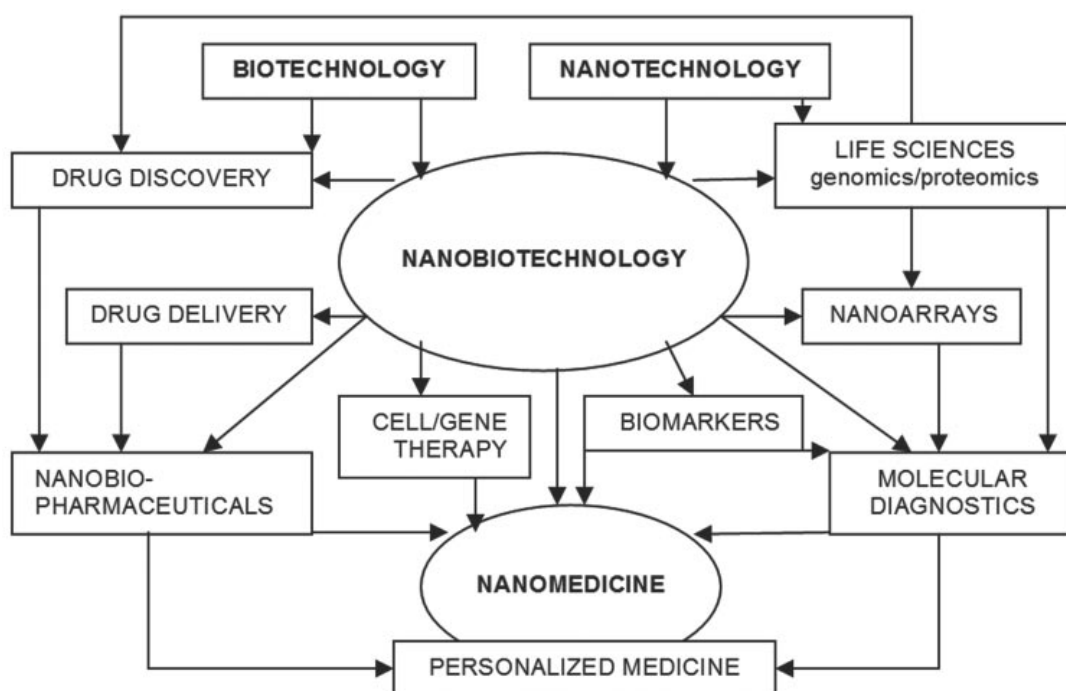 BIOTECHNOLOGY
NANOTECHNOLOGY
DRUG DISCOVERY
LIFE SCIENCES
genomics/proteomics
NANOBIOTECHNOLOGY
DRUG DELIVERY
NANOARRAYS
CELL/GENE
THERAPY
BIOMARKERS
NANOBIO-
PHARMACEUTICALS
MOLECULAR
DIAGNOSTICS
NANOMEDICINE
PERSONALIZED MEDICINE